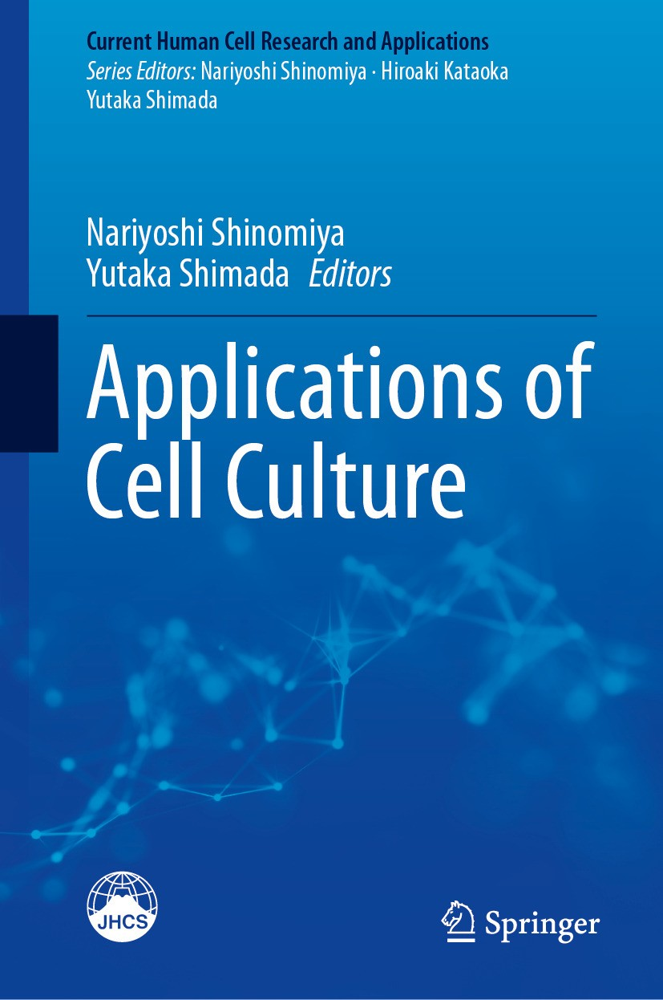 Current Human Cell Research and Applications
Series Editors: Nariyoshi Shinomiya · Hiroaki Kataoka
Yutaka Shimada
Nariyoshi Shinomiya
Yutaka Shimada Editors
Applications of
Cell Culture
JHCS
Springer